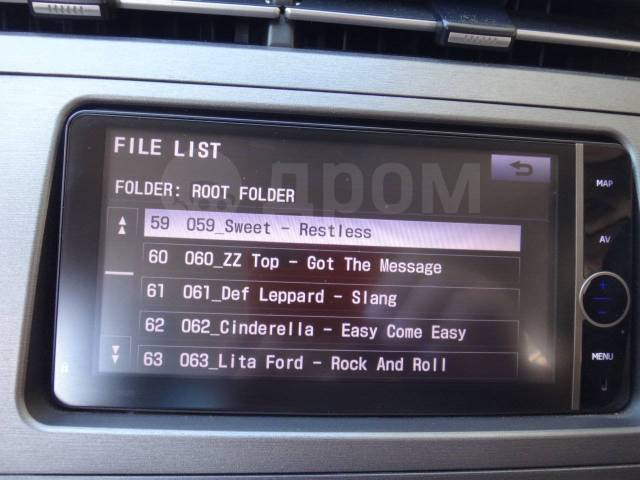 FILE LIST
дром
FOLDER: ROOT FOLDER
59 059_Sweet - Restless
60 060_ZZ Top - Got The Message
61 061_Def Leppard - Slang
62 062_Cinderella - Easy Come Easy
63 063_Lita Ford - Rock And Roll
MAP
AV
+
-
MENU